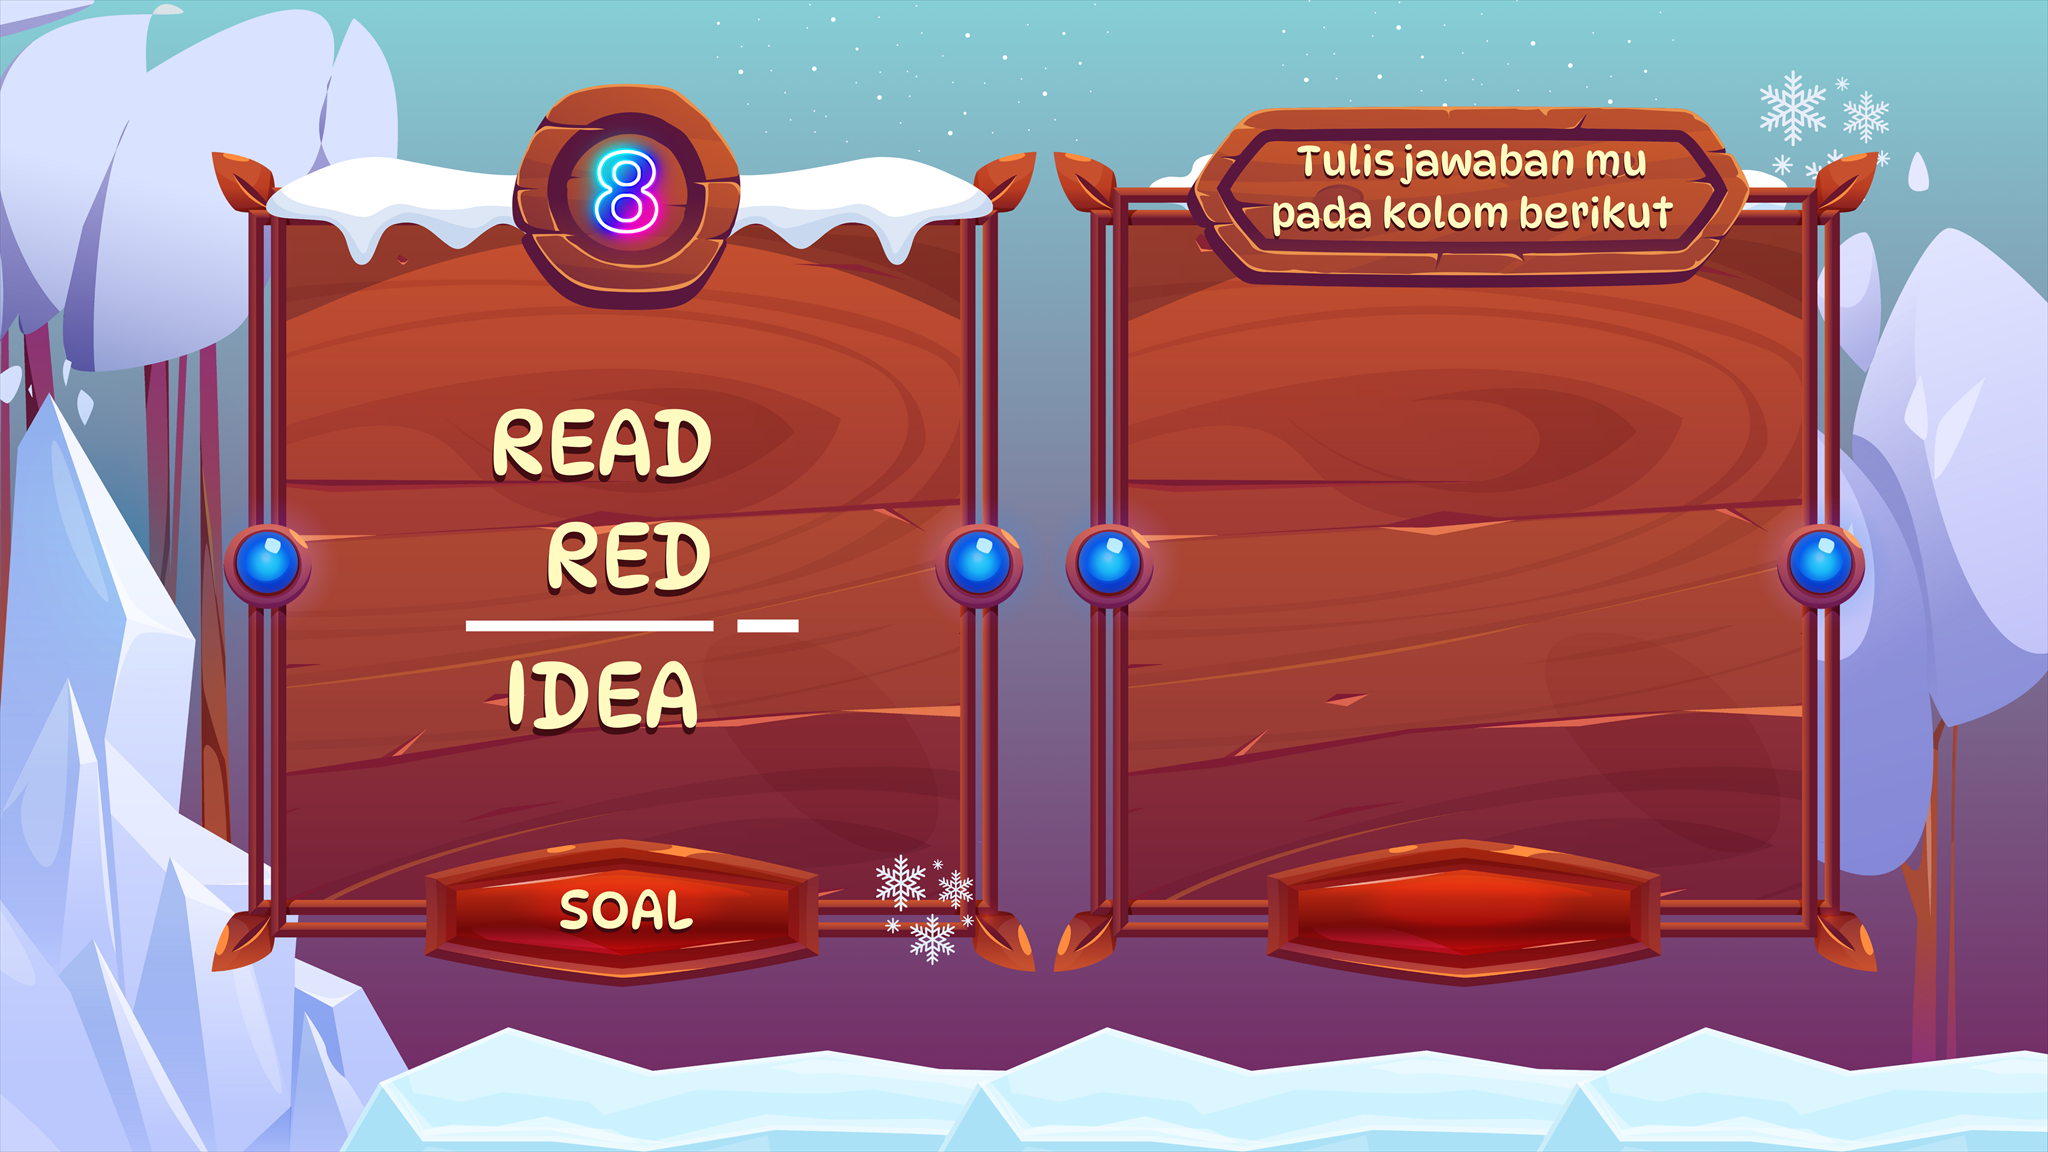 8
READ
RED
IDEA
SOAL
Tulis jawaban mu
pada kolom berikut